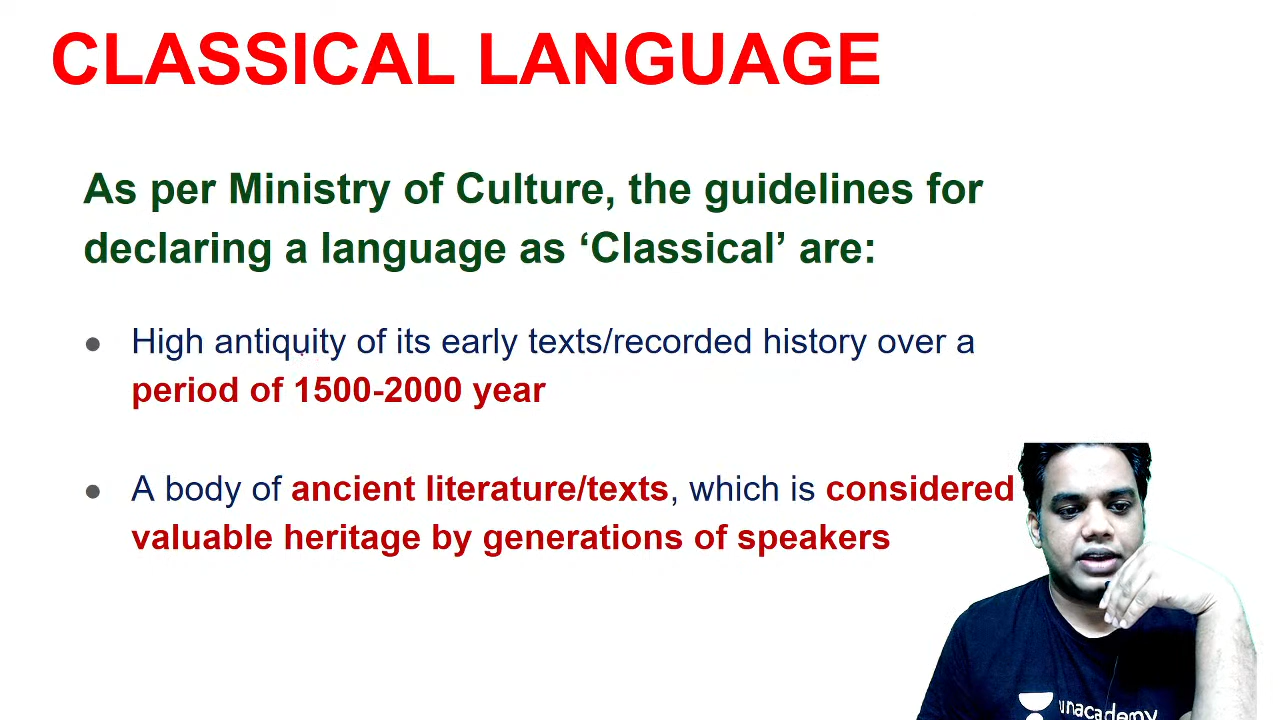 CLASSICAL LANGUAGE
As per Ministry of Culture, the guidelines for
declaring a language as ‘Classical’ are:
● High antiquity of its early texts/recorded history over a
period of 1500-2000 year
● A body of ancient literature/texts, which is considered
valuable heritage by generations of speakers
unacademy